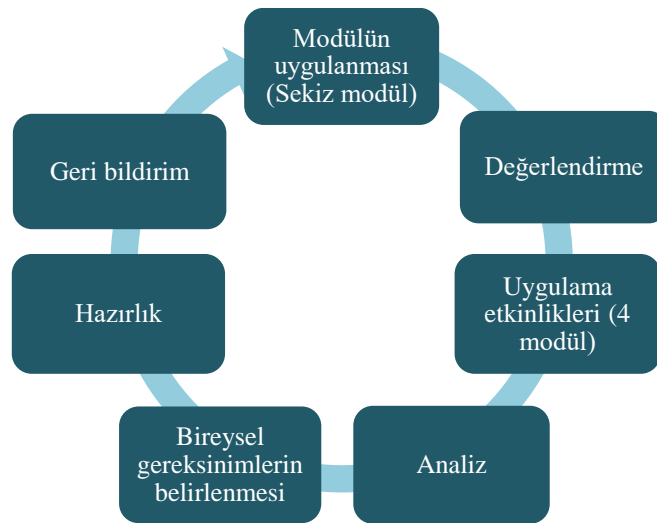 Modülün
uygulanması
(Sekiz modül)
Değerlendirme
Uygulama
etkinlikleri (4
modül)
Analiz
Bireysel
gereksinimlerin
belirlenmesi
Hazırlık
Geri bildirim